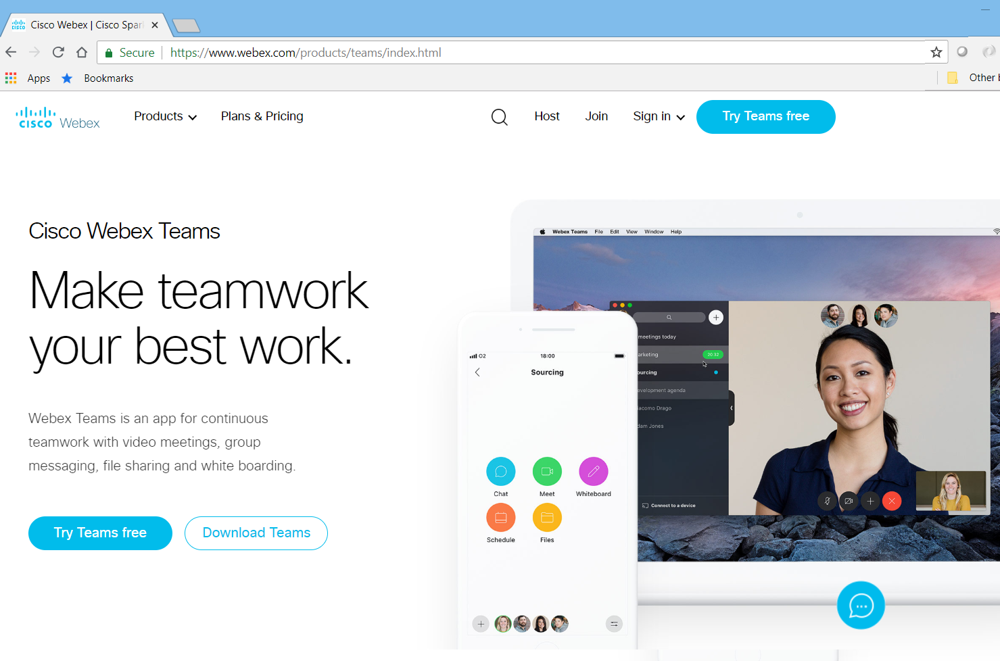 Cisco Webex | Cisco Spar
Secure
https://www.webex.com/products/teams/index.html
Apps
Bookmarks
Other
cisco Webex
Products
Plans & Pricing
Host
Join
Sign in
Try Teams free
Cisco Webex Teams
Make teamwork
your best work.
Webex Teams is an app for continuous
teamwork with video meetings, group
messaging, file sharing and white boarding.
Try Teams free
Download Teams
Webex Teams File Edit View Window Help
meetings today
arketing
20:32
ourcing
evelopment agenda
iacomo Drago
dam Jones
Connect to a device
O2
18:00
Sourcing
Chat
Meet
Whiteboard
Schedule
Files